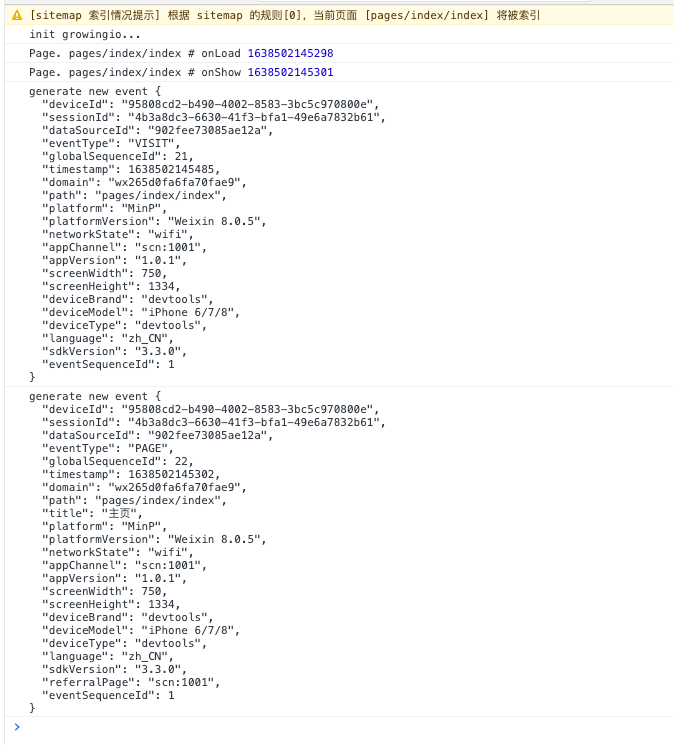 [sitemap 索引情况提示] 根据 sitemap 的规则[0]，当前页面 [pages/index/index] 将被索引
init growingio...
Page. pages/index/index # onLoad 1638502145298
Page. pages/index/index # onShow 1638502145301
generate new event {
"deviceId": "95808cd2-b490-4002-8583-3bc5c970800e",
"sessionId": "4b3a8dc3-6630-41f3-bfa1-49e6a7832b61",
"dataSourceId": "902fee73085ae12a",
"eventType": "VISIT",
"globalSequenceId": 21,
"timestamp": 1638502145485,
"domain": "wx265d0fa6fa70fae9",
"path": "pages/index/index",
"platform": "MinP",
"platformVersion": "Weixin 8.0.5",
"networkState": "wifi",
"appChannel": "scn:1001",
"appVersion": "1.0.1",
"screenWidth": 750,
"screenHeight": 1334,
"deviceBrand": "devtools",
"deviceModel": "iPhone 6/7/8",
"deviceType": "devtools",
"language": "zh_CN",
"sdkVersion": "3.3.0",
"eventSequenceId": 1
}
generate new event {
"deviceId": "95808cd2-b490-4002-8583-3bc5c970800e",
"sessionId": "4b3a8dc3-6630-41f3-bfa1-49e6a7832b61",
"dataSourceId": "902fee73085ae12a",
"eventType": "PAGE",
"globalSequenceId": 22,
"timestamp": 1638502145302,
"domain": "wx265d0fa6fa70fae9",
"path": "pages/index/index",
"title": "主页",
"platform": "MinP",
"platformVersion": "Weixin 8.0.5",
"networkState": "wifi",
"appChannel": "scn:1001",
"appVersion": "1.0.1",
"screenWidth": 750,
"screenHeight": 1334,
"deviceBrand": "devtools",
"deviceModel": "iPhone 6/7/8",
"deviceType": "devtools",
"language": "zh_CN",
"sdkVersion": "3.3.0",
"referralPage": "scn:1001",
"eventSequenceId": 1
}